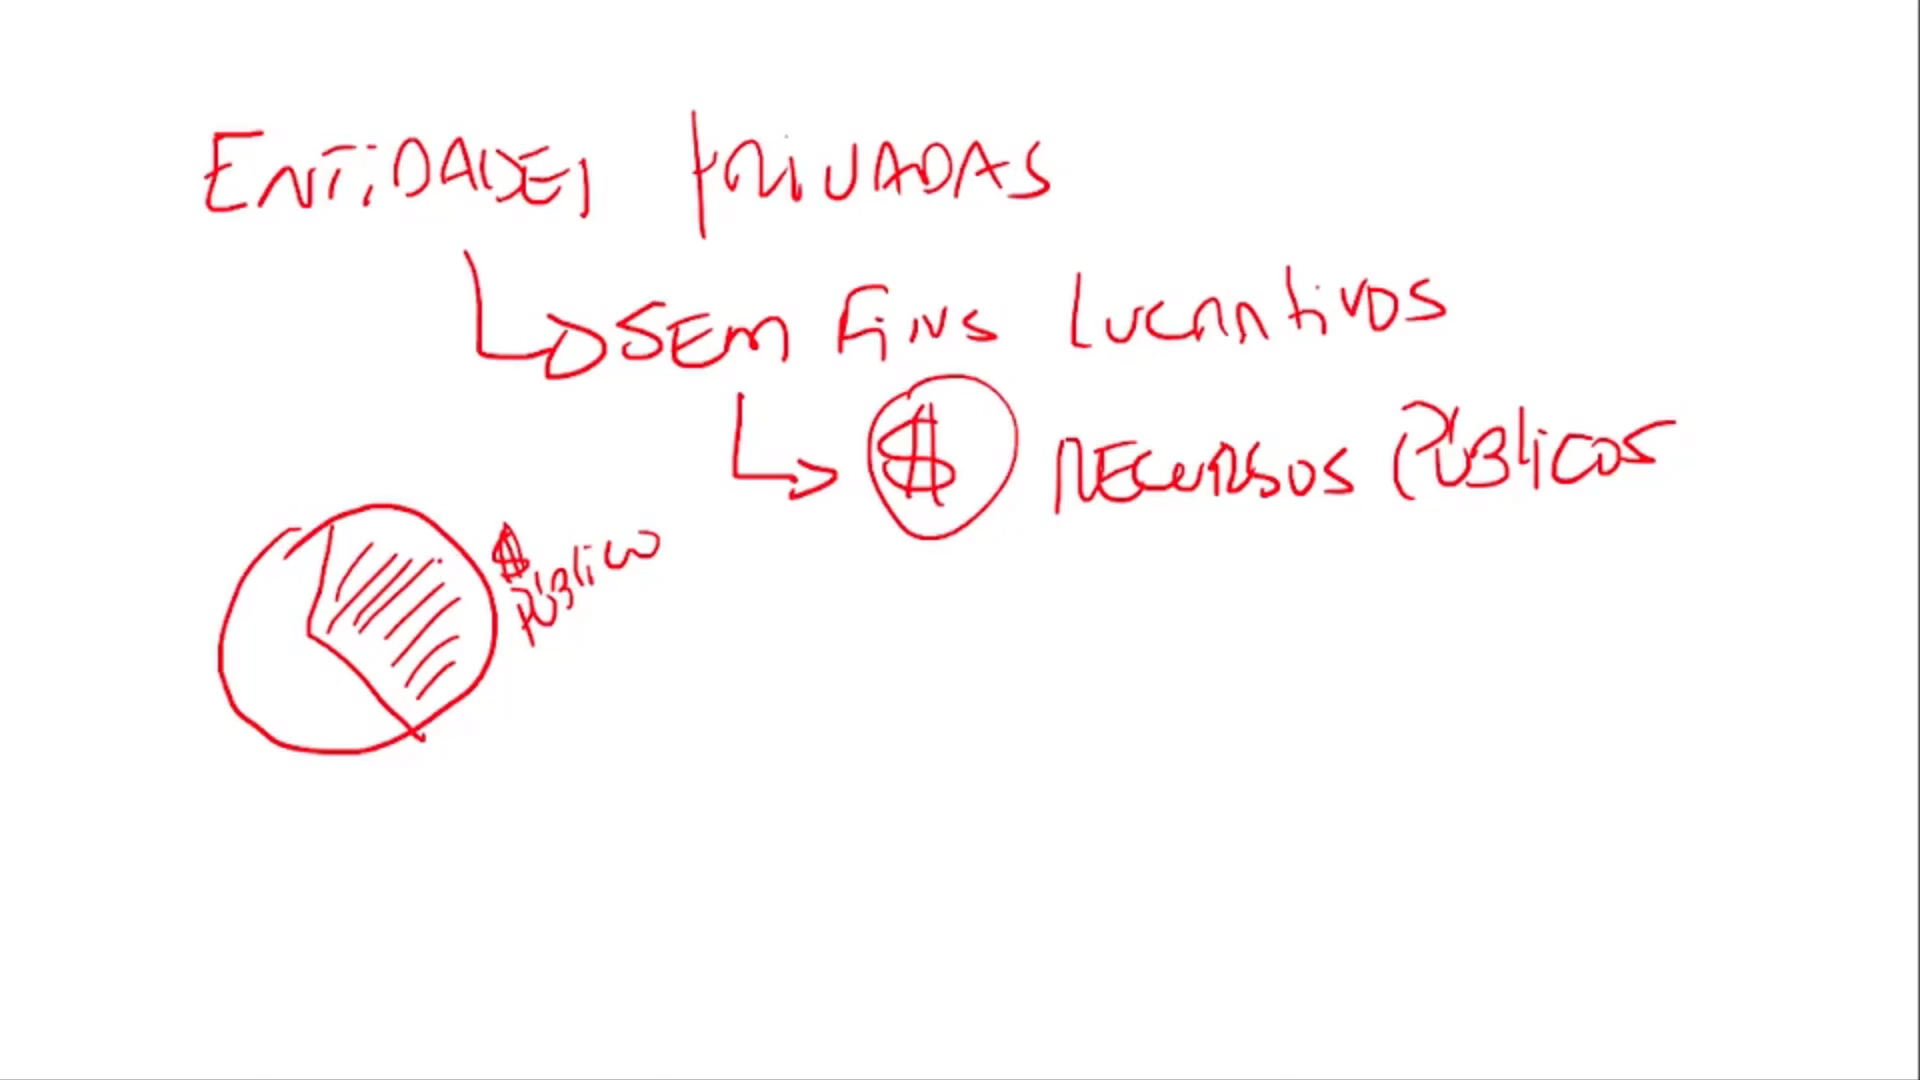 ENTIDADES PRIVADAS
SEM FINS LUCRATIVOS
$ RECURSOS PÚBLICOS
$
PÚBLICO